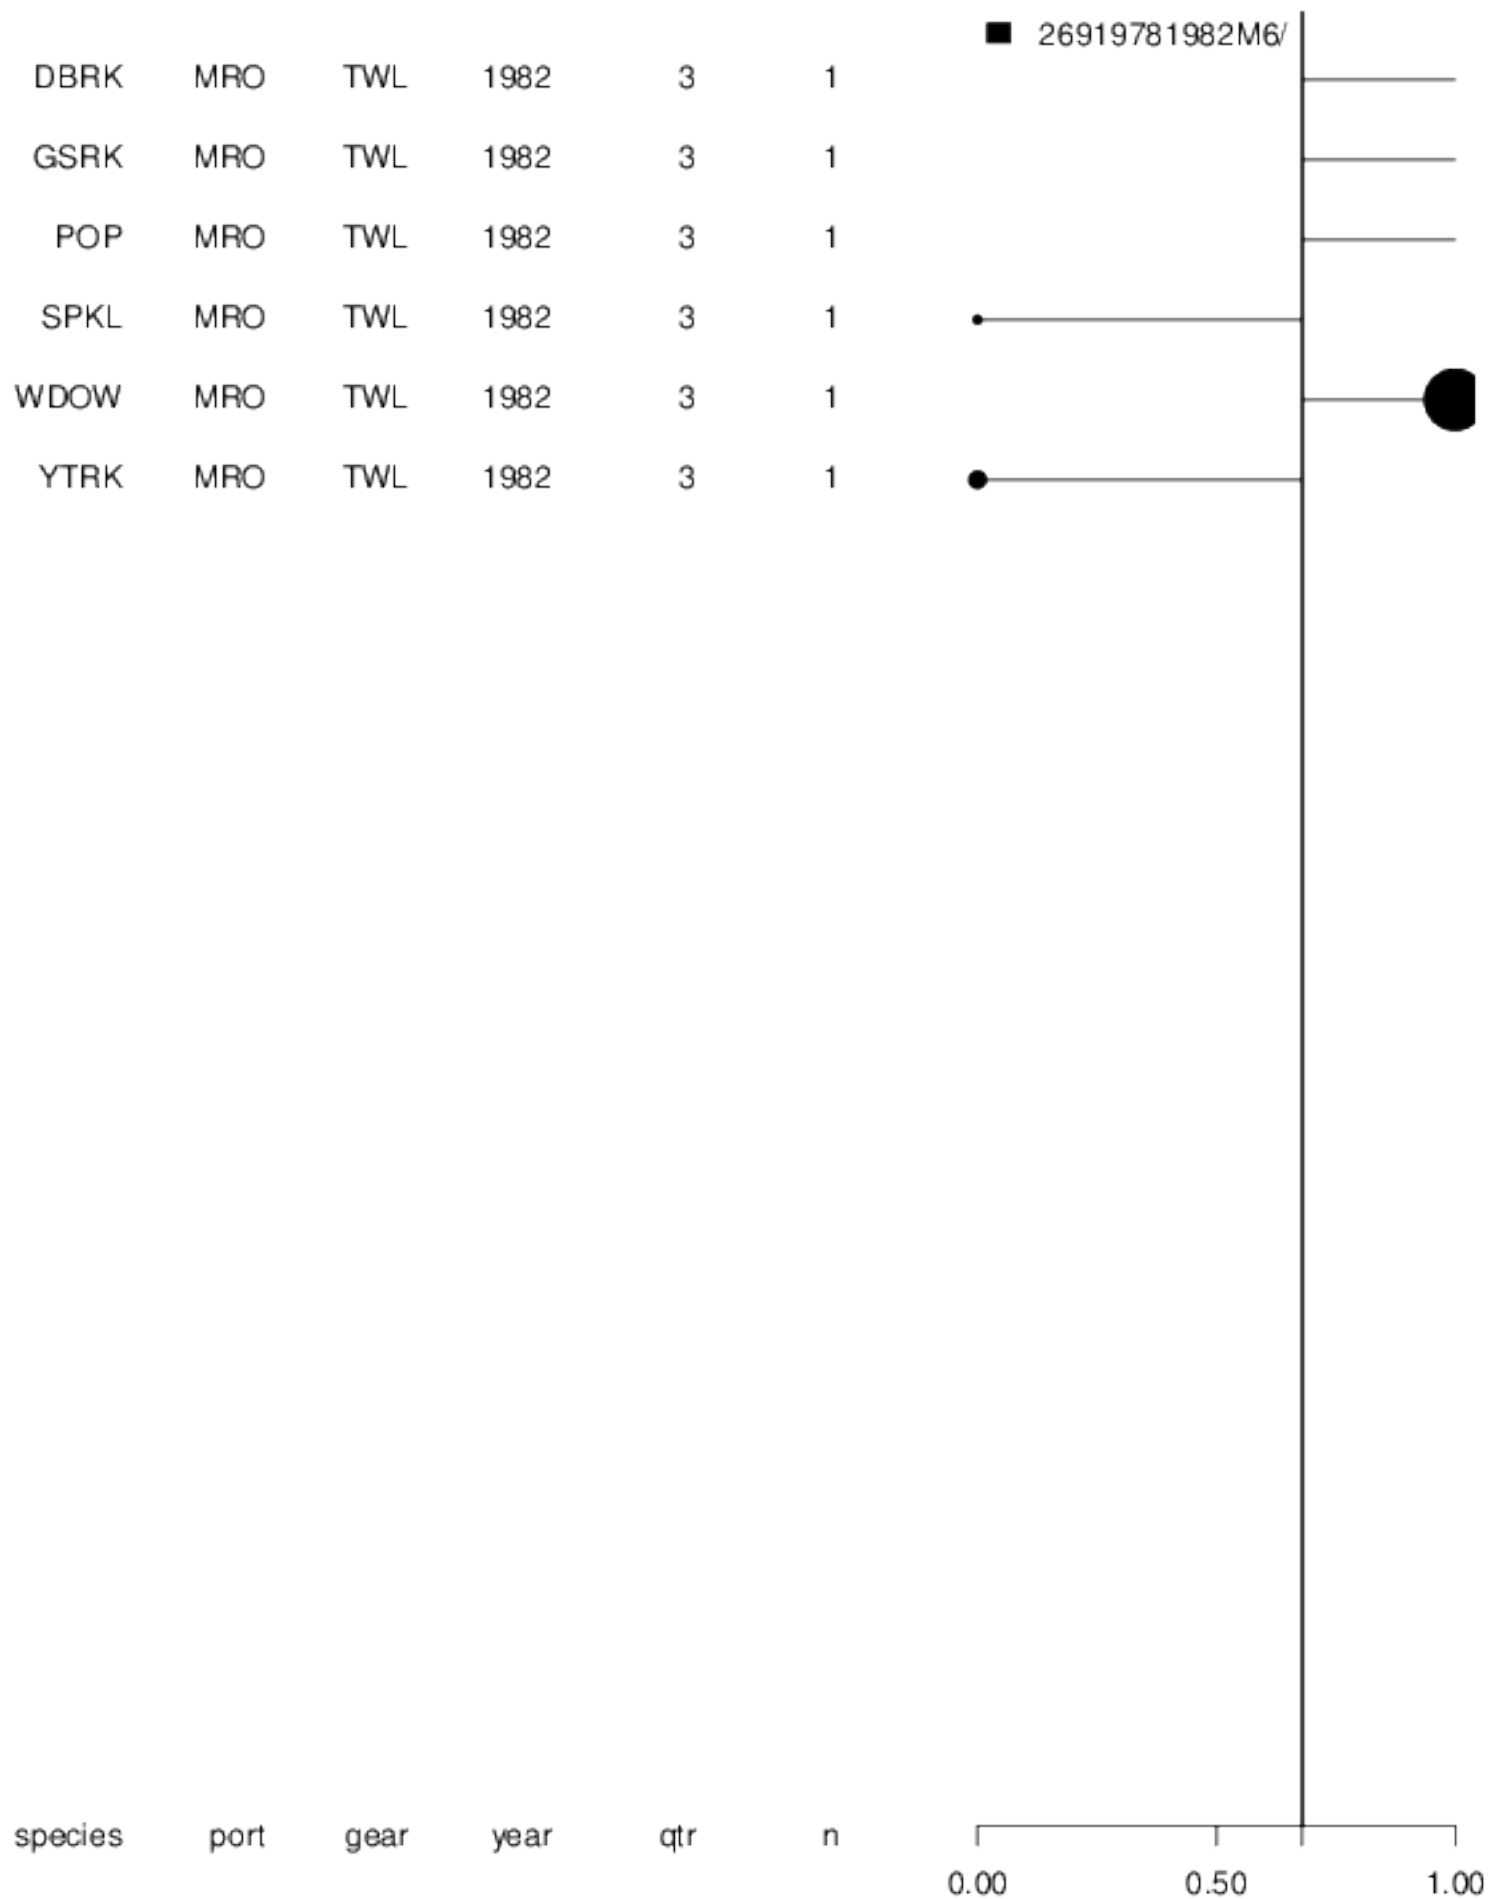 26919781982M6/
DBRK MRO TWL 1982 3 1
GSRK MRO TWL 1982 3 1
POP MRO TWL 1982 3 1
SPKL MRO TWL 1982 3 1
WDOW MRO TWL 1982 3 1
YTRK MRO TWL 1982 3 1
species port gear year qtr n
0.00 0.50 1.00